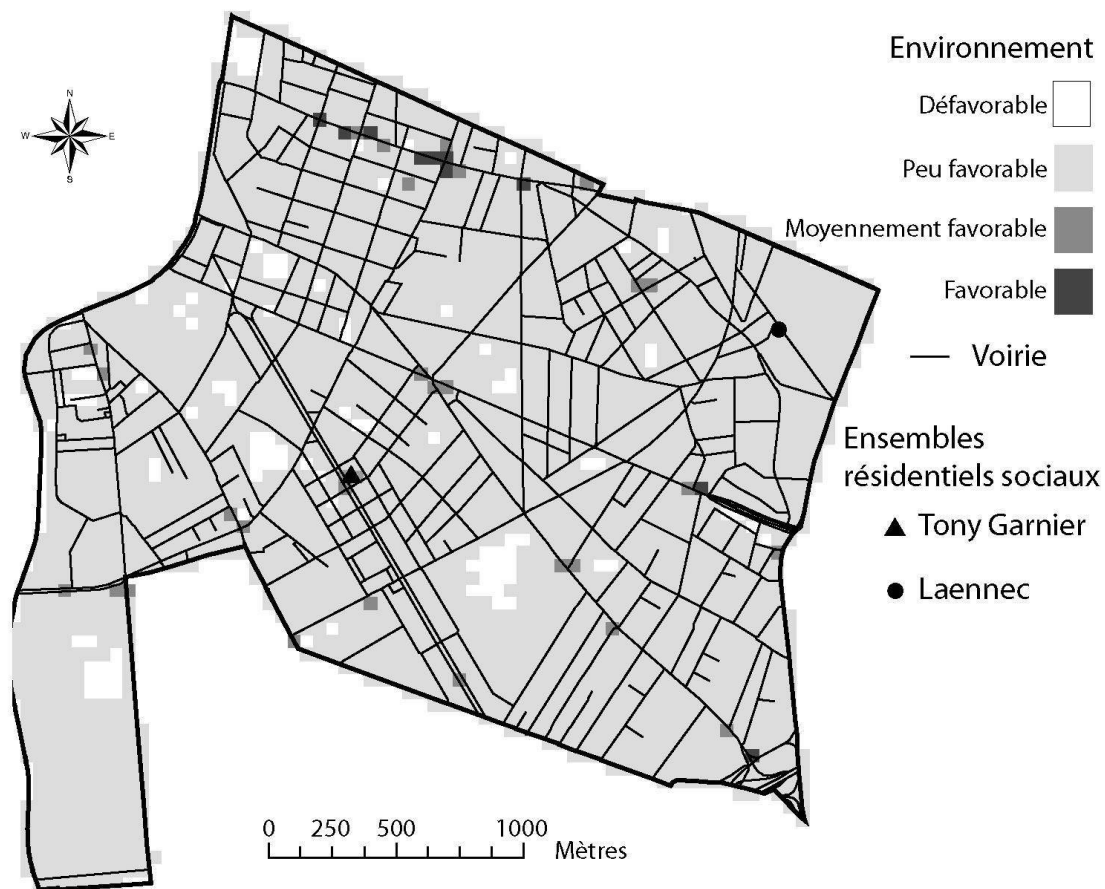 Environnement
Défavorable
Peu favorable
Moyennement favorable
Favorable
Voirie
Ensembles
résidentiels sociaux
Tony Garnier
Laennec
N
W E
S
0 250 500 1000
Mètres